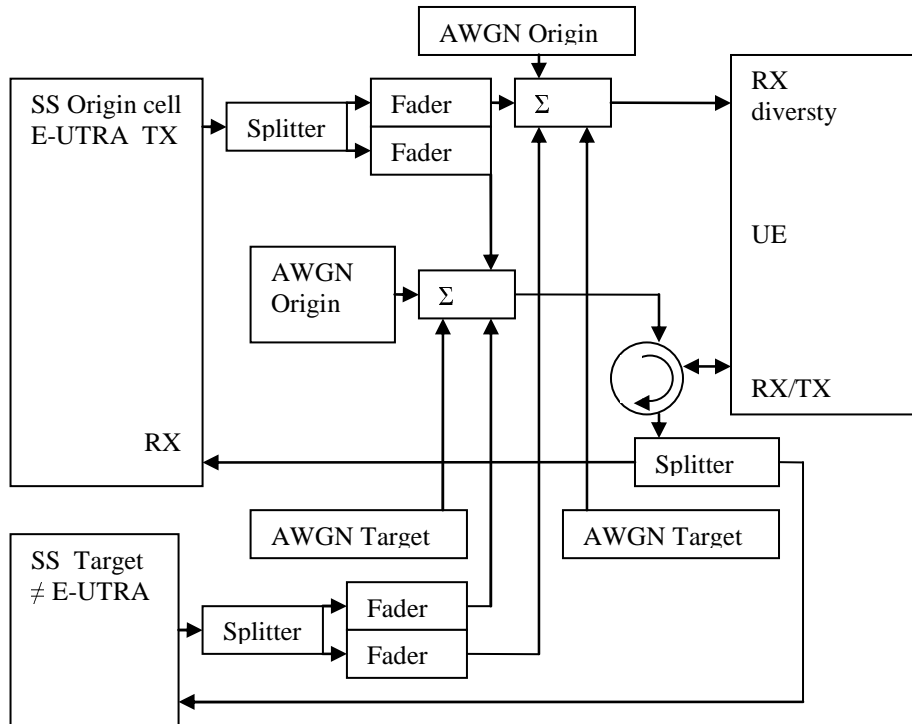 AWGN Origin
SS Origin cell
E-UTRA TX
Splitter
Fader
Fader
Σ
RX
diversty
UE
RX/TX
AWGN
Origin
Σ
RX
Splitter
AWGN Target
AWGN Target
SS Target
≠ E-UTRA
Splitter
Fader
Fader